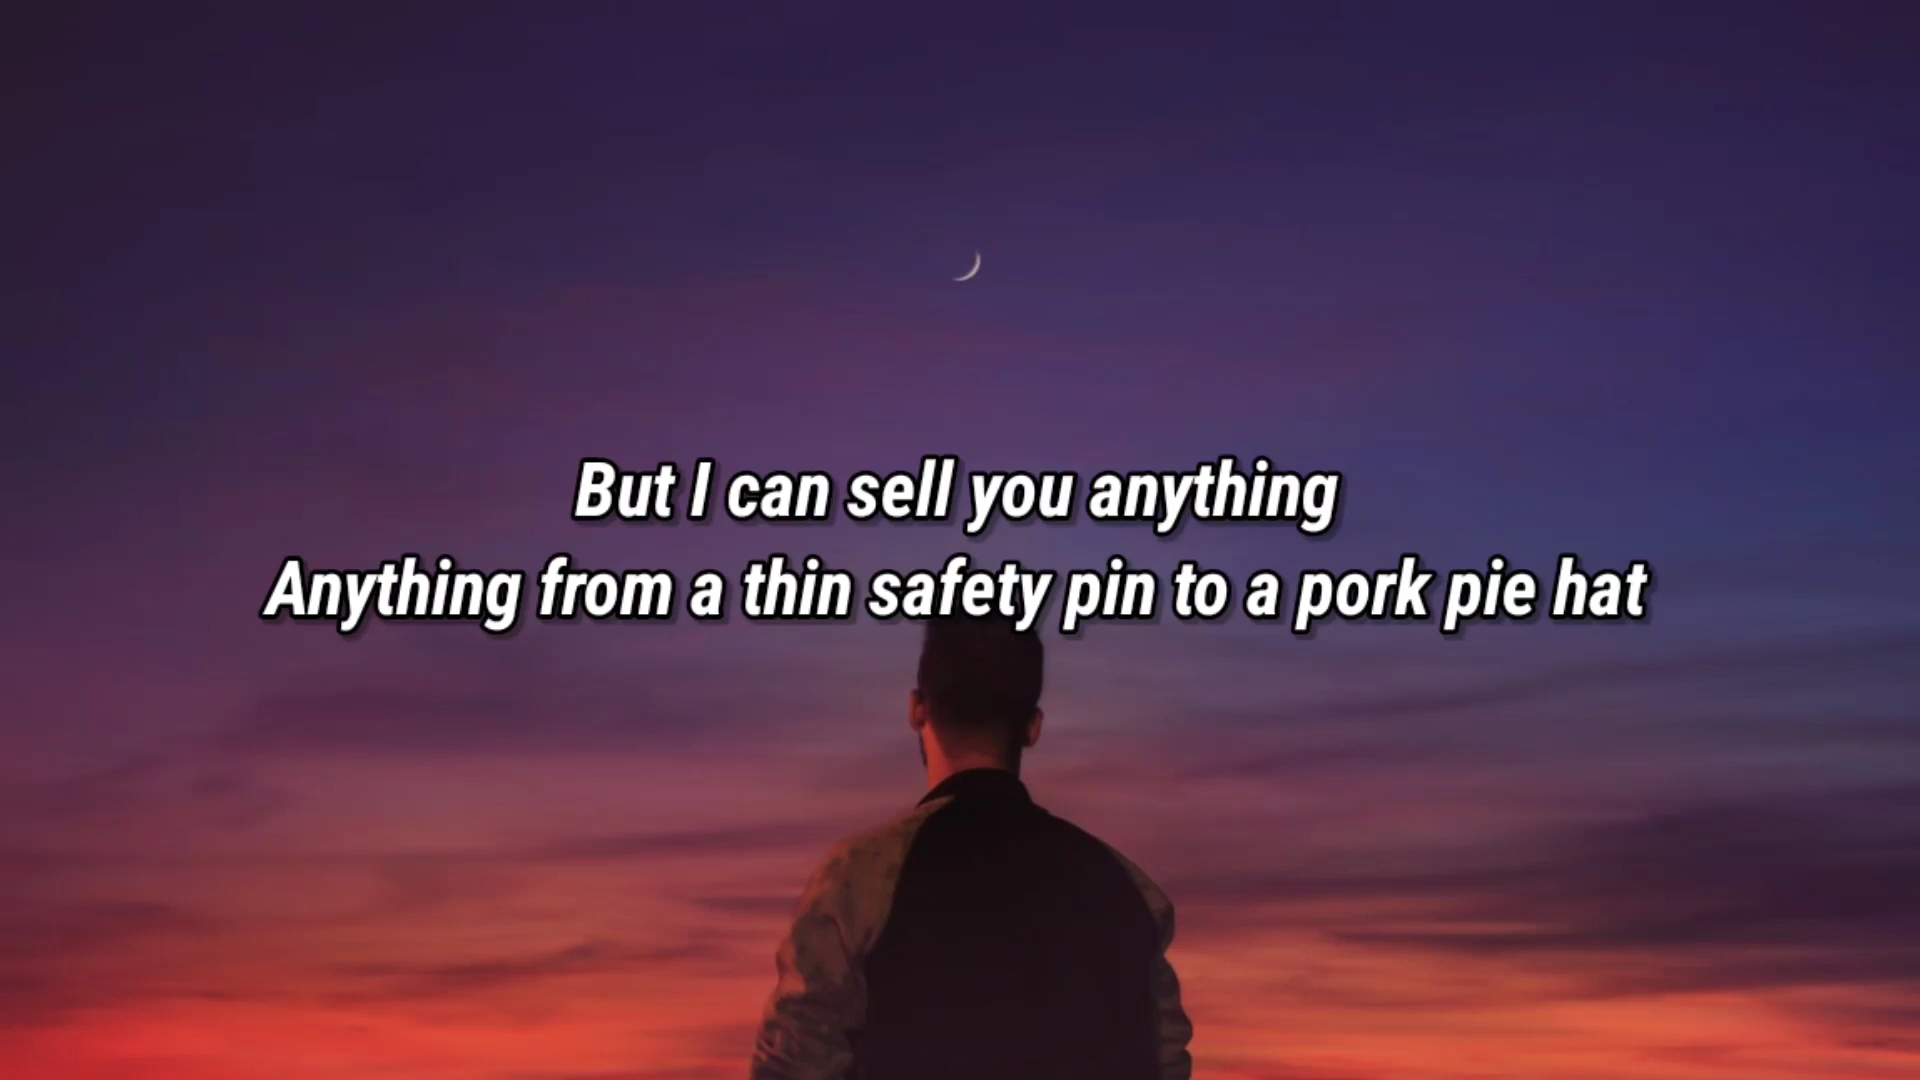 But I can sell you anything
Anything from a thin safety pin to a pork pie hat